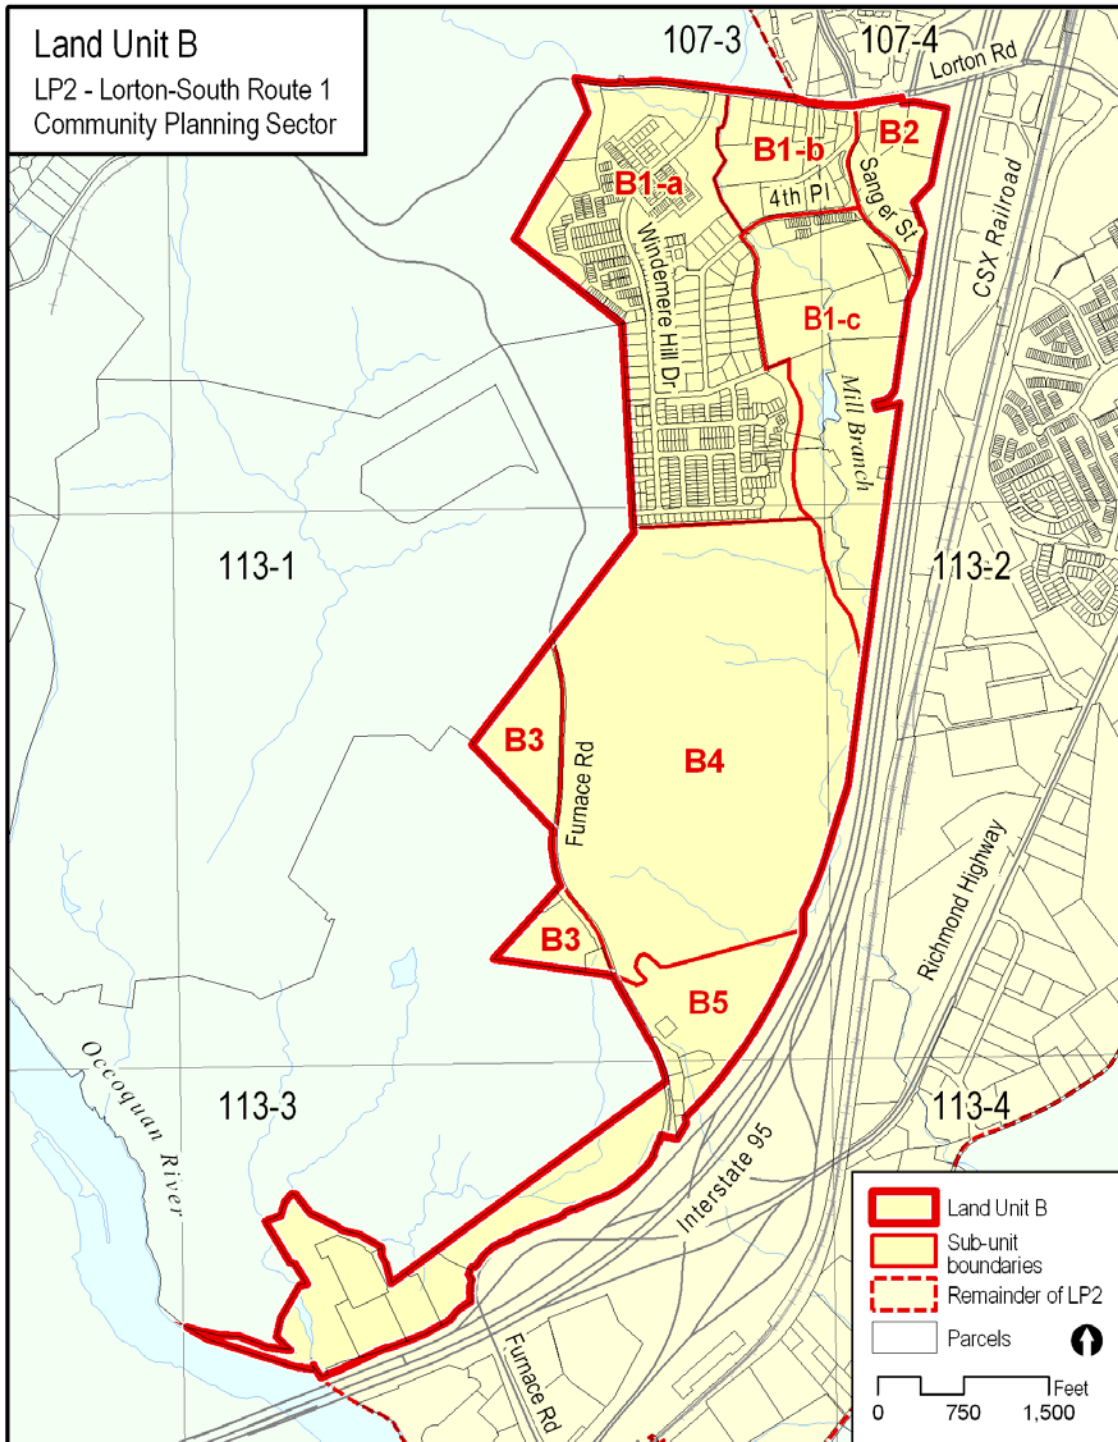 Land Unit B
LP2 - Lorton-South Route 1
Community Planning Sector
107-3
107-4
Lorton Rd
B2
B1-b
B1-a
4th Pl
Sanger St
CSX Railroad
Windemere Hill Dr
B1-c
Mill Branch
113-1
113-2
B3
B4
Furnace Rd
Richmond Highway
B3
B5
Occoquan River
113-3
113-4
Interstate 95
Furnace Rd
Land Unit B
Sub-unit
boundaries
Remainder of LP2
Parcels
Feet
0 750 1,500